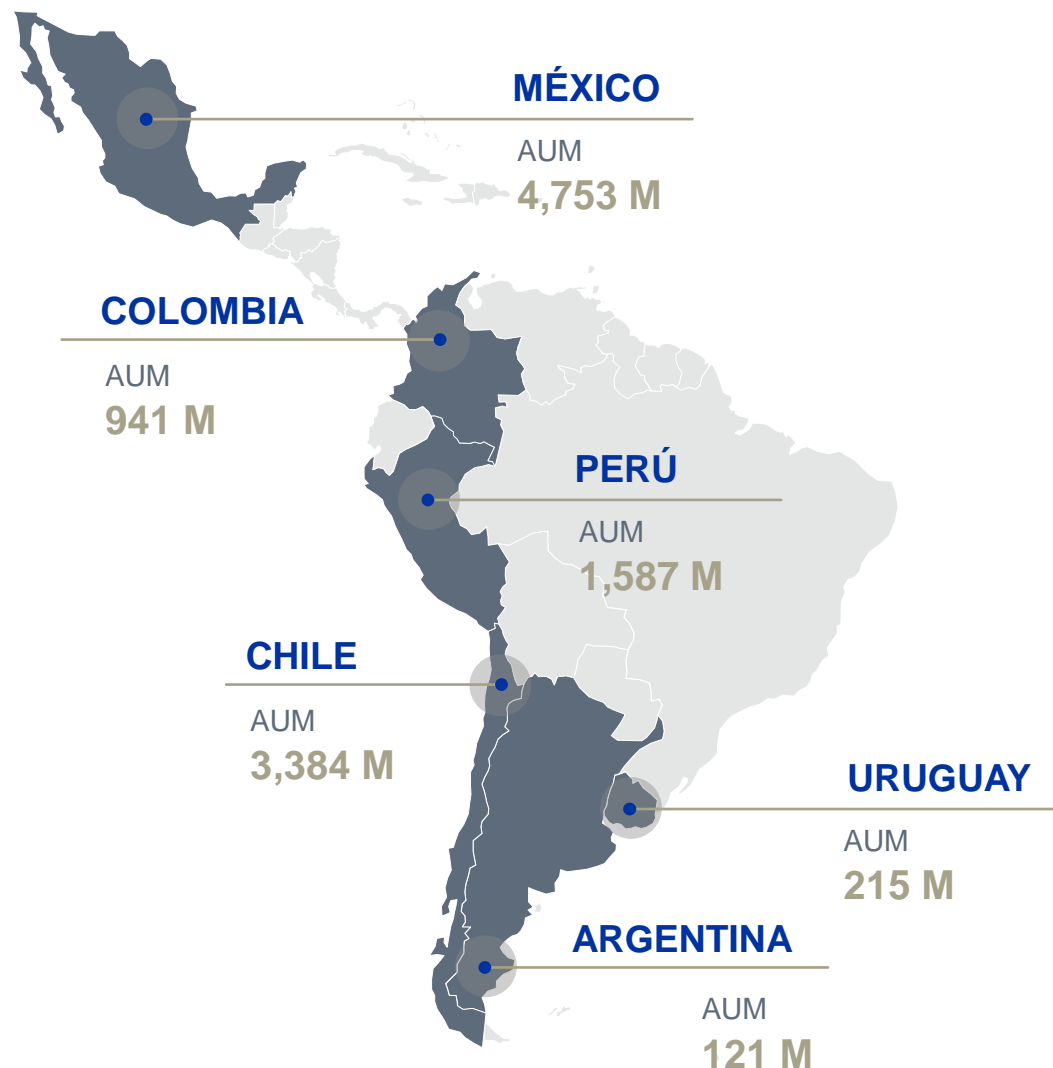 MÉXICO
AUM
4,753 M
COLOMBIA
AUM
941 M
PERÚ
AUM
1,587 M
CHILE
AUM
3,384 M
URUGUAY
AUM
215 M
ARGENTINA
AUM
121 M